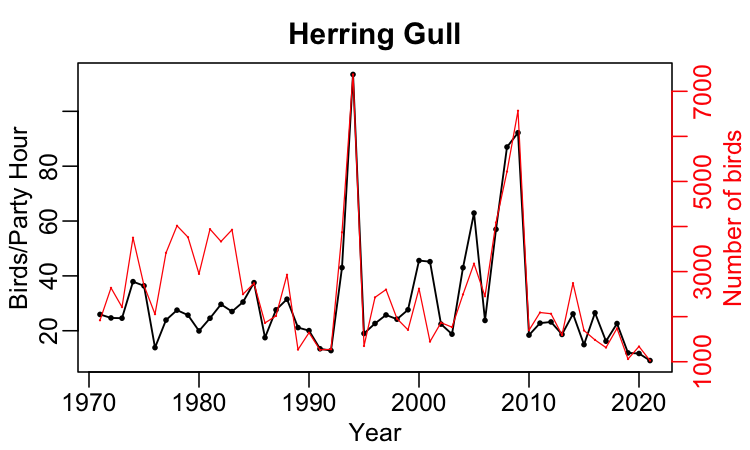 Herring Gull
Birds/Party Hour
20 40 60 80
1970 1980 1990 2000 2010 2020
Year
1000 3000 5000 7000
Number of birds